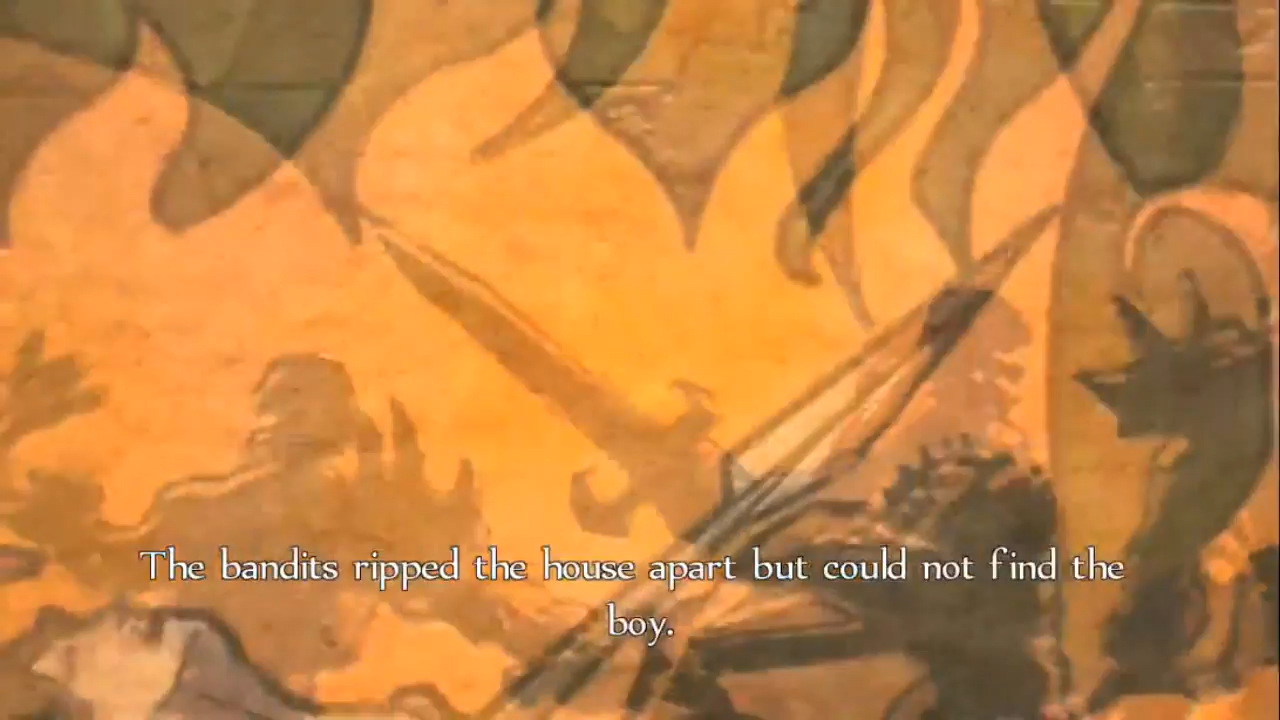 The bandits ripped the house apart but could not find the
boy.